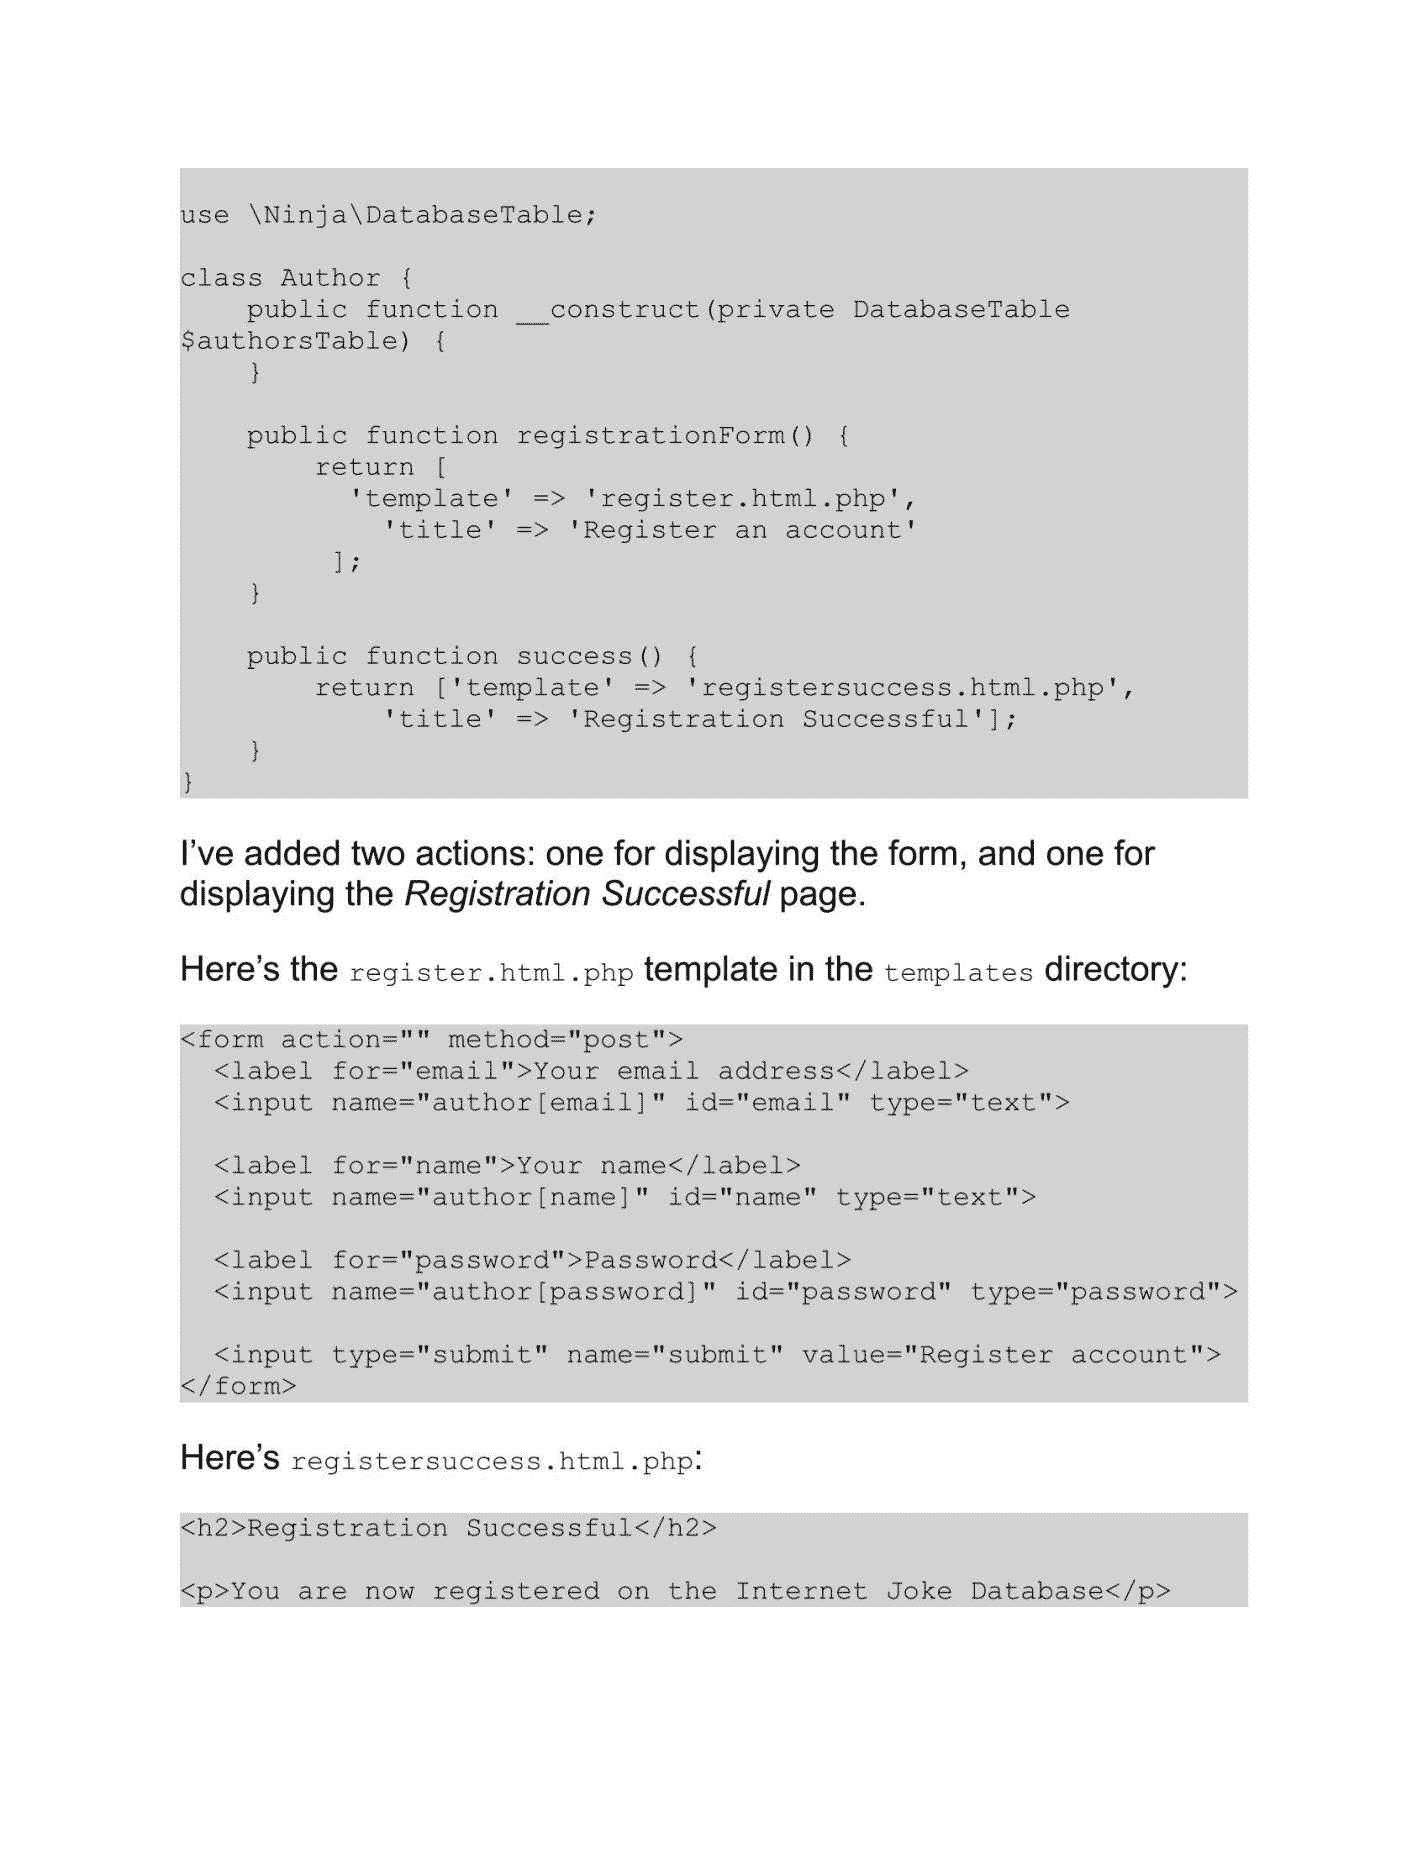 use \Ninja\DatabaseTable;
class Author {
    public function __construct(private DatabaseTable
$authorsTable) {
    }
    public function registrationForm() {
        return [
          'template' => 'register.html.php',
            'title' => 'Register an account'
         ];
    }
    public function success() {
        return ['template' => 'registersuccess.html.php',
            'title' => 'Registration Successful'];
    }
}
I’ve added two actions: one for displaying the form, and one for
displaying the Registration Successful page.
Here’s the register.html.php template in the templates directory:
<form action="" method="post">
  <label for="email">Your email address</label>
  <input name="author[email]" id="email" type="text">
  <label for="name">Your name</label>
  <input name="author[name]" id="name" type="text">
  <label for="password">Password</label>
  <input name="author[password]" id="password" type="password">
  <input type="submit" name="submit" value="Register account">
</form>
Here’s registersuccess.html.php:
<h2>Registration Successful</h2>
<p>You are now registered on the Internet Joke Database</p>